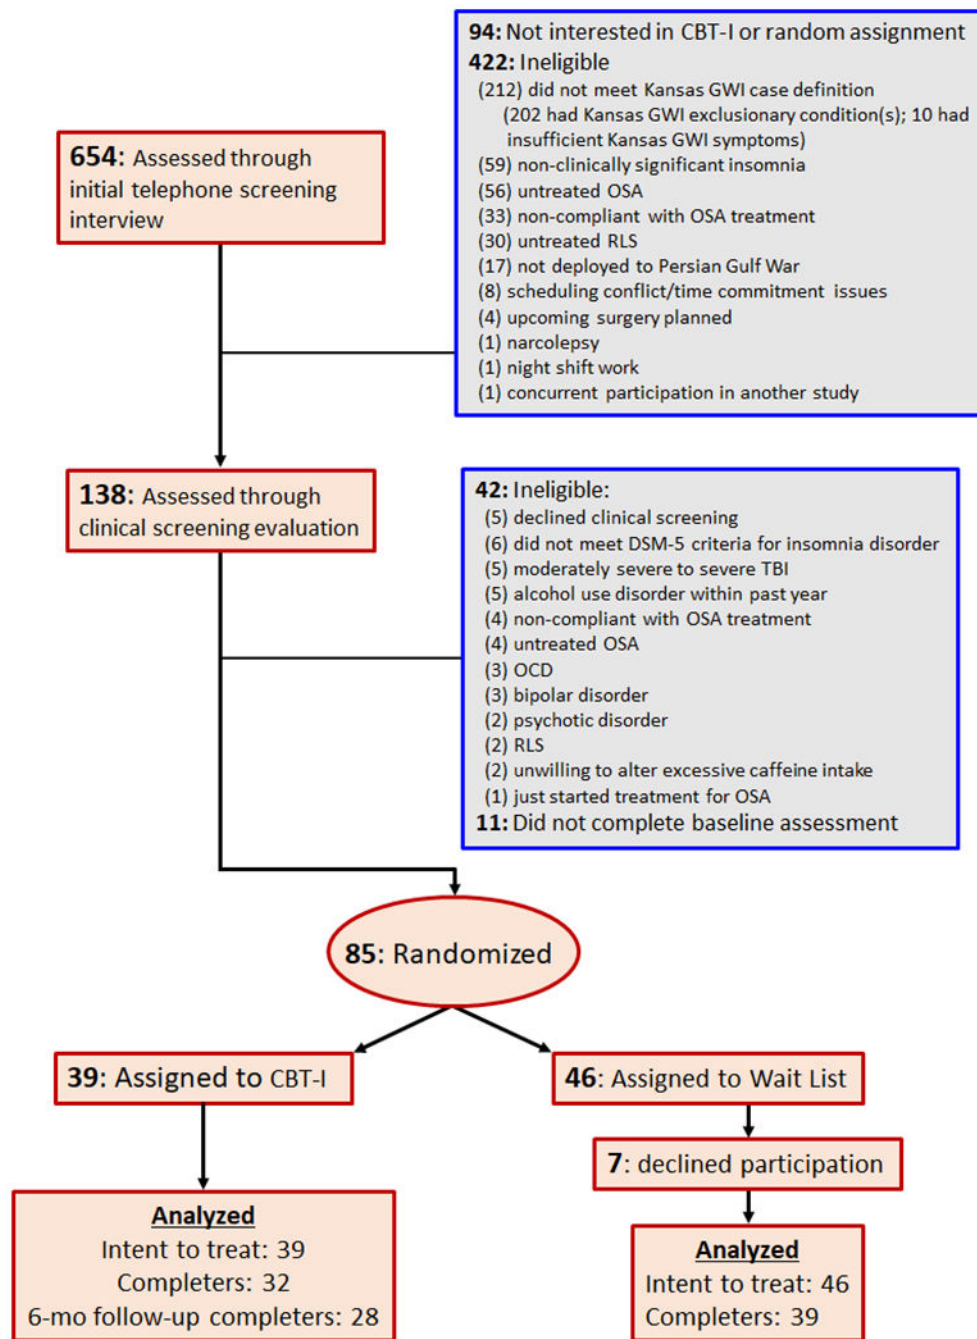 94: Not interested in CBT-I or random assignment
422: Ineligible
(212) did not meet Kansas GWI case definition
(202 had Kansas GWI exclusionary condition(s); 10 had
insufficient Kansas GWI symptoms)
(59) non-clinically significant insomnia
(56) untreated OSA
(33) non-compliant with OSA treatment
(30) untreated RLS
(17) not deployed to Persian Gulf War
(8) scheduling conflict/time commitment issues
(4) upcoming surgery planned
(1) narcolepsy
(1) night shift work
(1) concurrent participation in another study
654: Assessed through
initial telephone screening
interview
138: Assessed through
clinical screening evaluation
42: Ineligible:
(5) declined clinical screening
(6) did not meet DSM-5 criteria for insomnia disorder
(5) moderately severe to severe TBI
(5) alcohol use disorder within past year
(4) non-compliant with OSA treatment
(4) untreated OSA
(3) OCD
(3) bipolar disorder
(2) psychotic disorder
(2) RLS
(2) unwilling to alter excessive caffeine intake
(1) just started treatment for OSA
11: Did not complete baseline assessment
85: Randomized
39: Assigned to CBT-I
46: Assigned to Wait List
7: declined participation
Analyzed
Intent to treat: 39
Completers: 32
6-mo follow-up completers: 28
Analyzed
Intent to treat: 46
Completers: 39